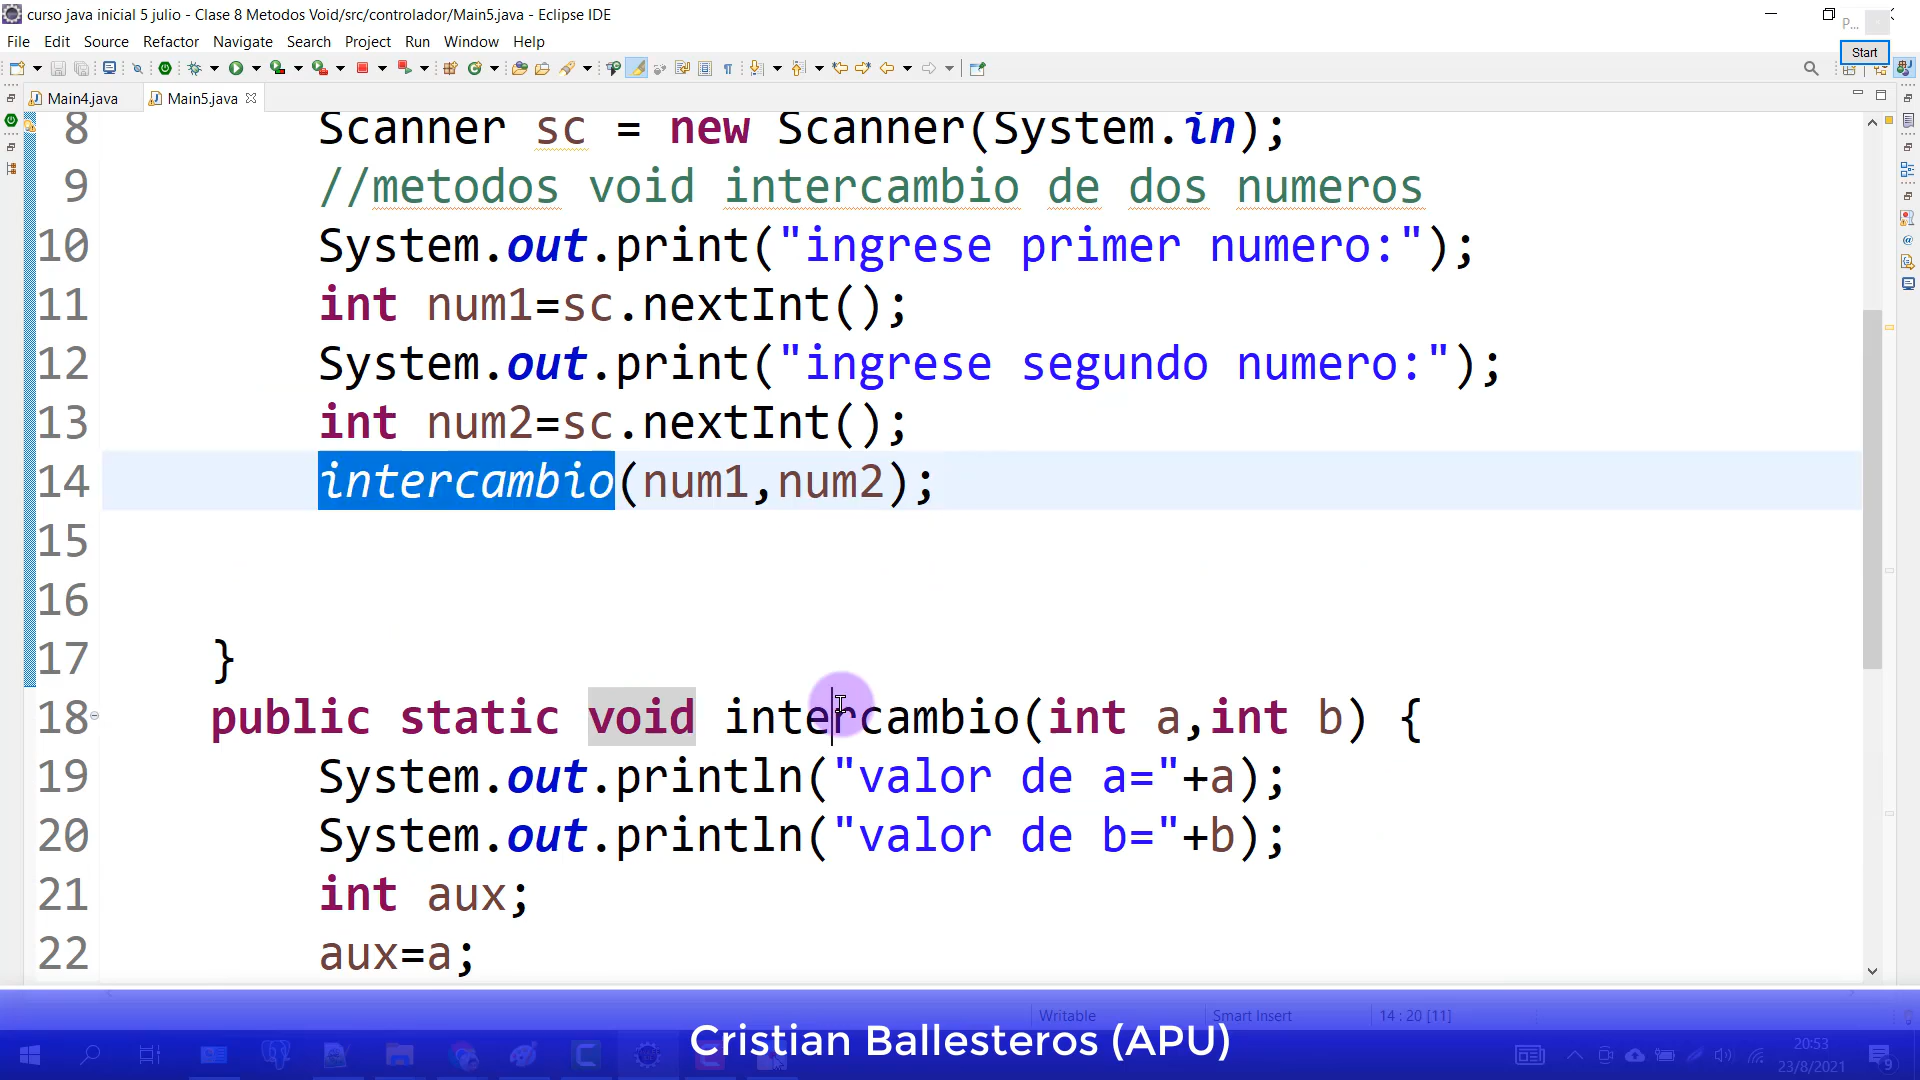 curso java inicial 5 julio - Clase 8 Metodos Void/src/controlador/Main5.java - Eclipse IDE
P...
File Edit Source Refactor Navigate Search Project Run Window Help
Start
Main4.java Main5.java
8 Scanner sc = new Scanner(System.in);
9 //metodos void intercambio de dos numeros
10 System.out.print("ingrese primer numero:");
11 int num1=sc.nextInt();
12 System.out.print("ingrese segundo numero:");
13 int num2=sc.nextInt();
14 intercambio(num1,num2);
15
16
17 }
18 public static void intercambio(int a,int b) {
19 System.out.println("valor de a="+a);
20 System.out.println("valor de b="+b);
21 int aux;
22 aux=a;
Writable Smart Insert 14 : 20 [11]
Cristian Ballesteros (APU)
20:53
23/8/2021
9